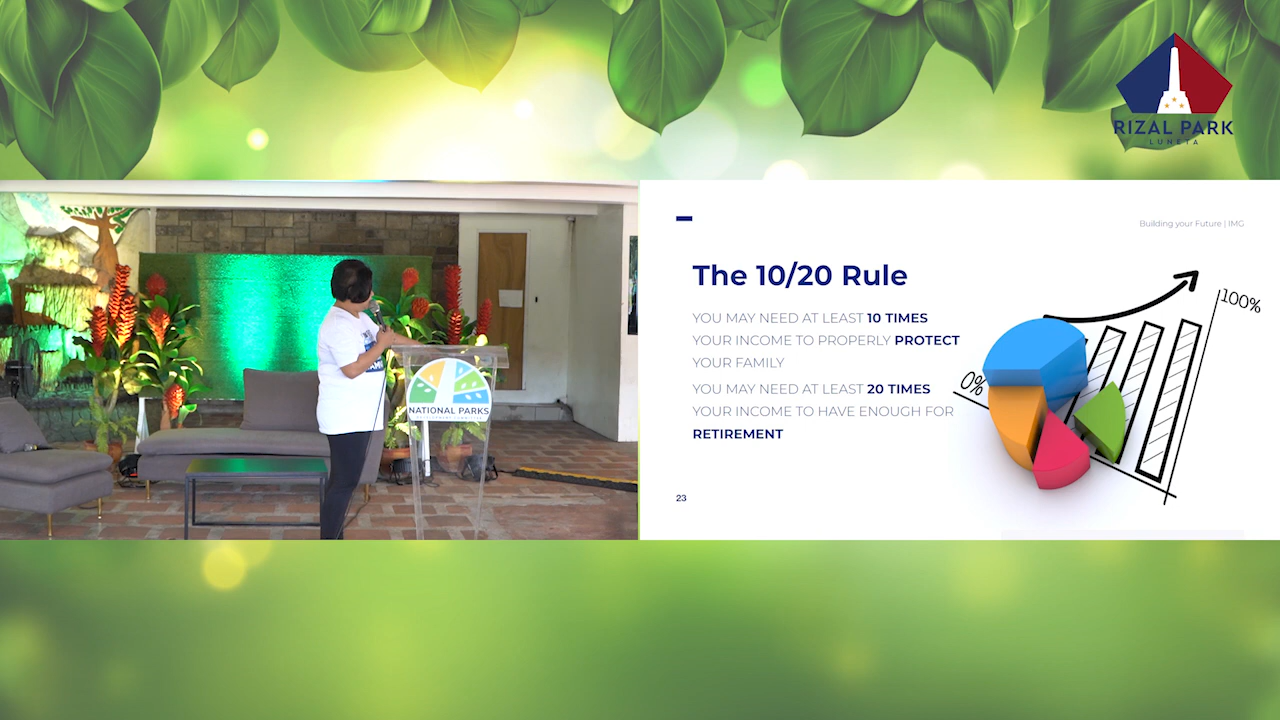 RIZAL PARK
LUNETA
NATIONAL PARKS
Building your Future | IMG
The 10/20 Rule
YOU MAY NEED AT LEAST 10 TIMES
YOUR INCOME TO PROPERLY PROTECT
YOUR FAMILY
YOU MAY NEED AT LEAST 20 TIMES
YOUR INCOME TO HAVE ENOUGH FOR
RETIREMENT
0%
100%
23